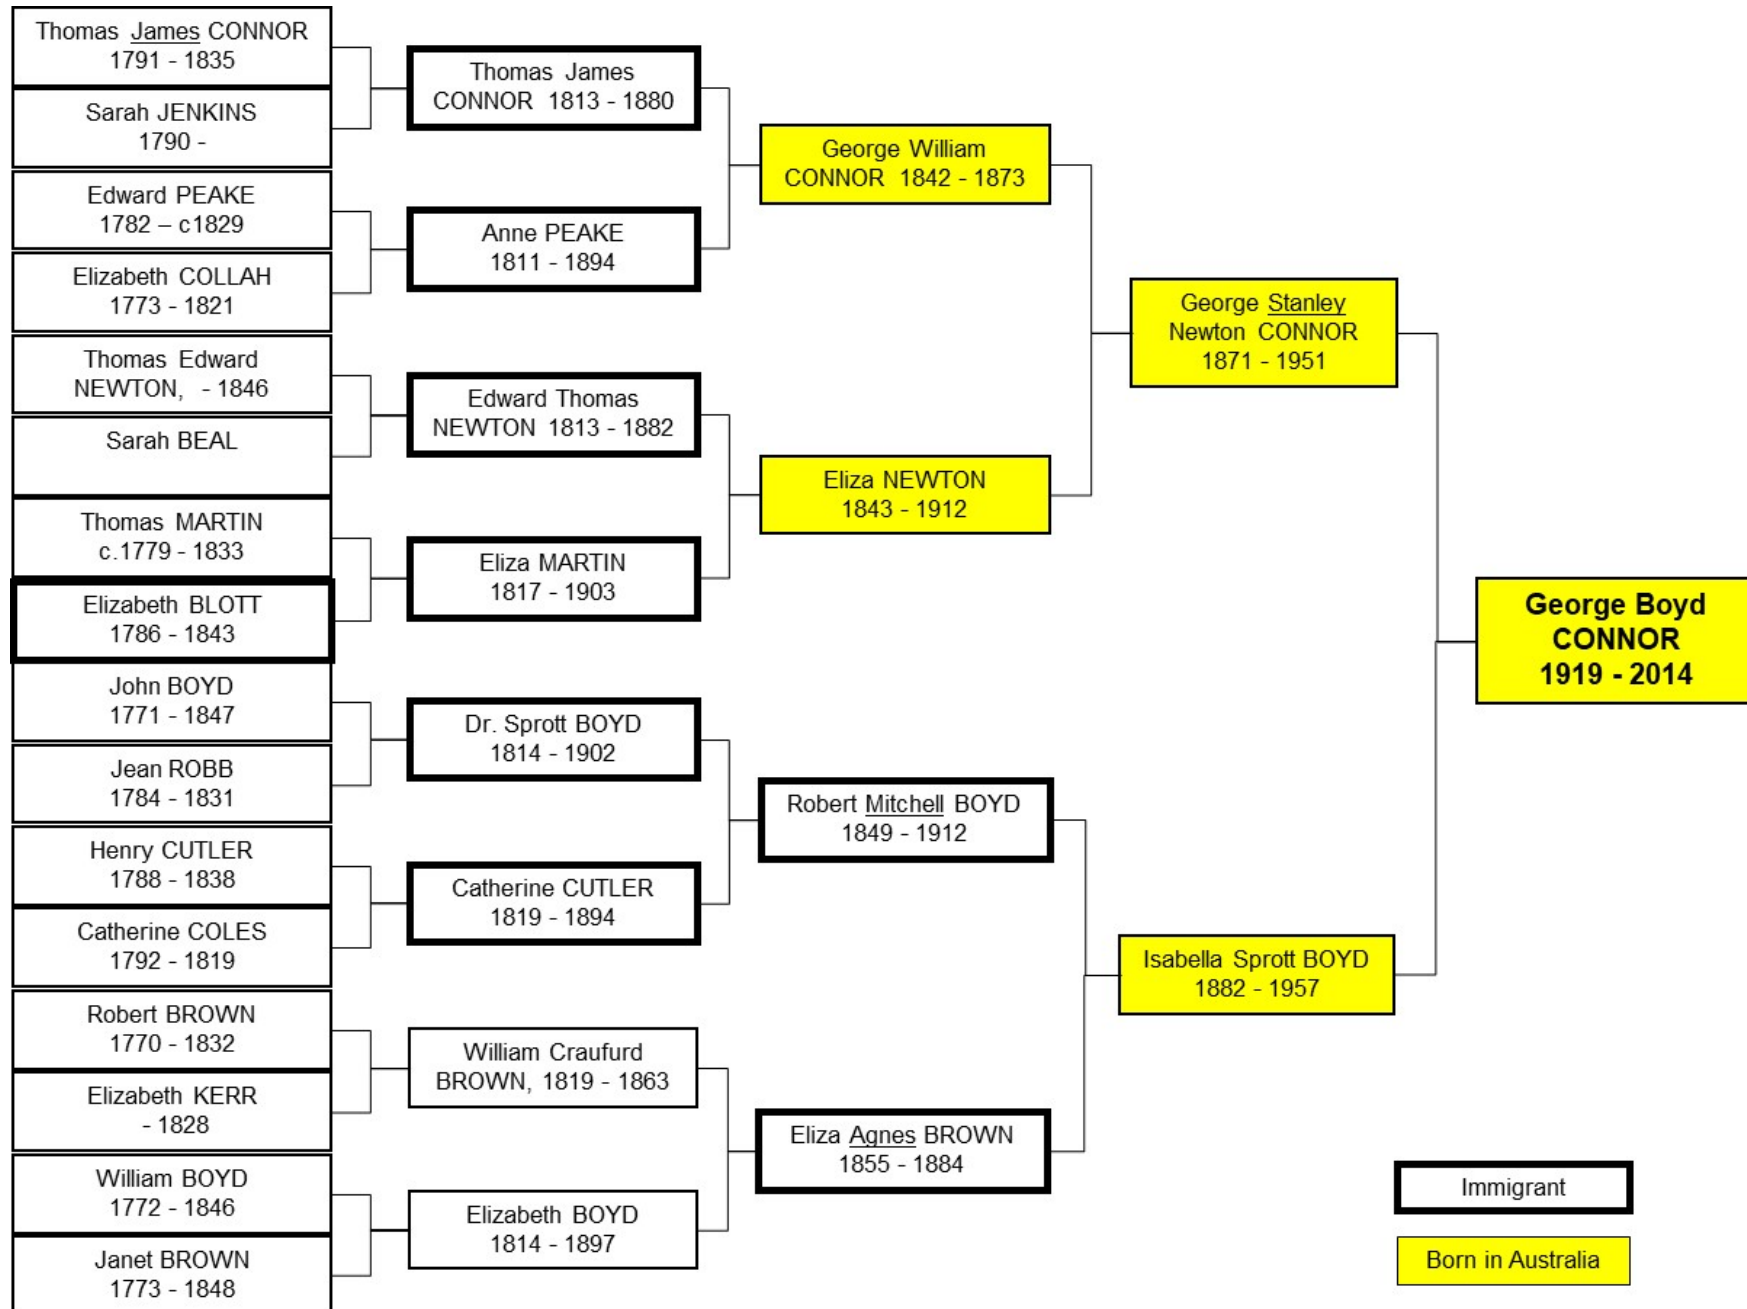 Thomas James CONNOR
1791 - 1835
Sarah JENKINS
1790 -
Edward PEAKE
1782 – c1829
Elizabeth COLLAH
1773 - 1821
Thomas Edward
NEWTON, - 1846
Sarah BEAL
Thomas MARTIN
c.1779 - 1833
Elizabeth BLOTT
1786 - 1843
John BOYD
1771 - 1847
Jean ROBB
1784 - 1831
Henry CUTLER
1788 - 1838
Catherine COLES
1792 - 1819
Robert BROWN
1770 - 1832
Elizabeth KERR
- 1828
William BOYD
1772 - 1846
Janet BROWN
1773 - 1848
Thomas James
CONNOR 1813 - 1880
Anne PEAKE
1811 - 1894
Edward Thomas
NEWTON 1813 - 1882
Eliza MARTIN
1817 - 1903
Dr. Sprott BOYD
1814 - 1902
Catherine CUTLER
1819 - 1894
William Craufurd
BROWN, 1819 - 1863
Elizabeth BOYD
1814 - 1897
George William
CONNOR 1842 - 1873
Eliza NEWTON
1843 - 1912
Robert Mitchell BOYD
1849 - 1912
Eliza Agnes BROWN
1855 - 1884
George Stanley
Newton CONNOR
1871 - 1951
Isabella Sprott BOYD
1882 - 1957
George Boyd
CONNOR
1919 - 2014
Immigrant
Born in Australia